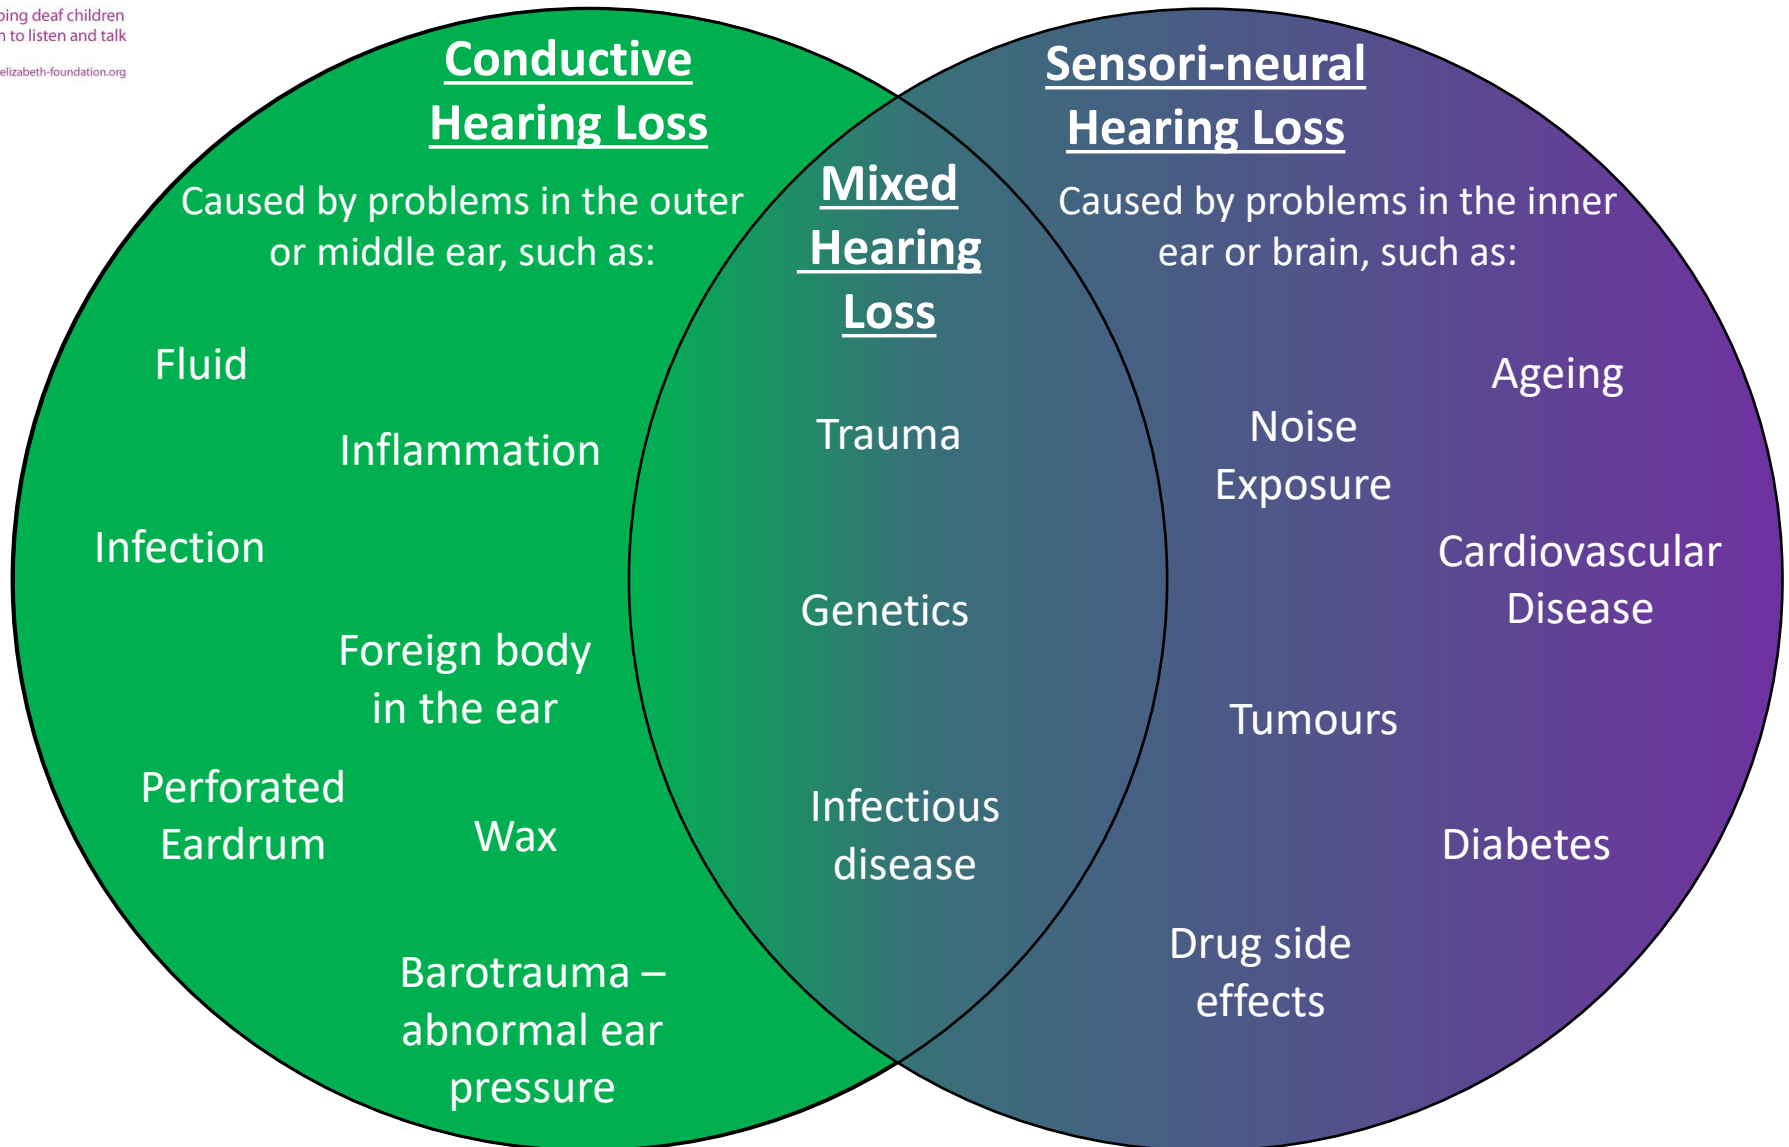 to listen and talk
elizabeth-foundation.org
deaf children
Conductive
Hearing Loss
Caused by problems in the outer
or middle ear, such as:
Fluid
Inflammation
Infection
Foreign body
in the ear
Perforated
Eardrum
Wax
Barotrauma –
abnormal ear
pressure
Mixed
Hearing
Loss
Trauma
Genetics
Infectious
disease
Sensori-neural
Hearing Loss
Caused by problems in the inner
ear or brain, such as:
Ageing
Noise
Exposure
Cardiovascular
Disease
Tumours
Diabetes
Drug side
effects